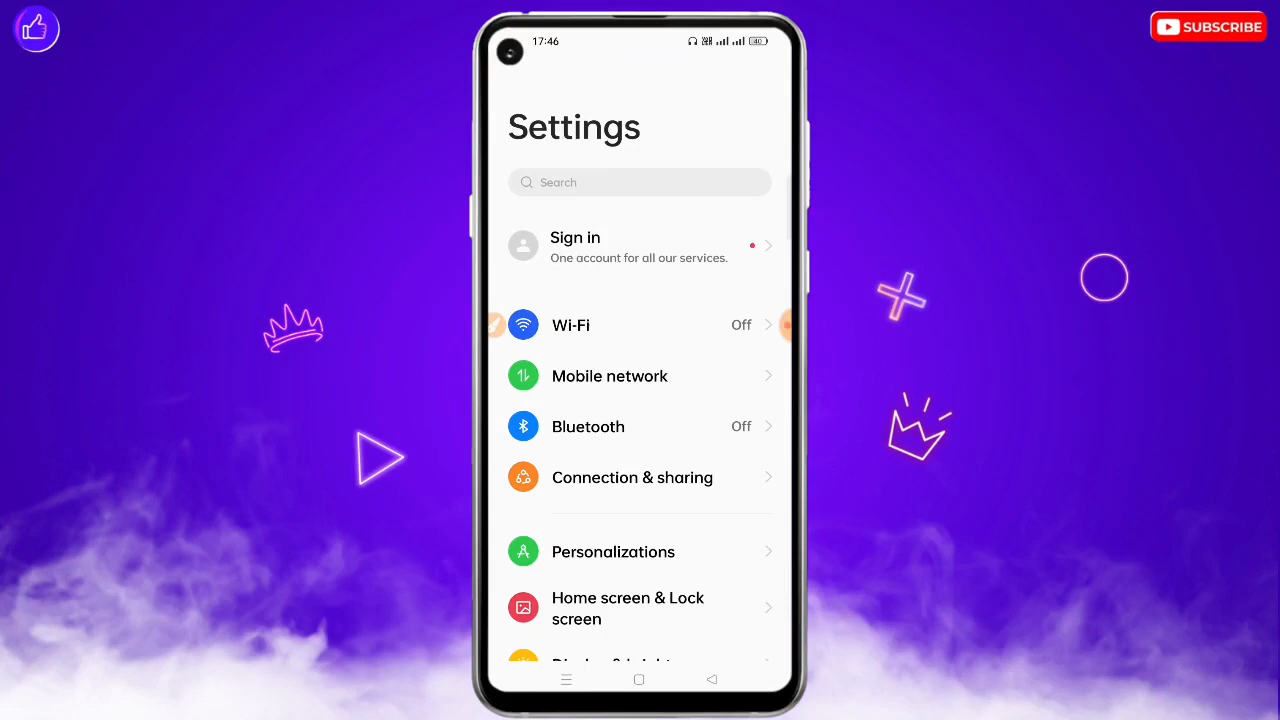 SUBSCRIBE
17:46
40
Settings
Search
Sign in
One account for all our services.
Wi-Fi Off
Mobile network
Bluetooth Off
Connection & sharing
Personalizations
Home screen & Lock
screen